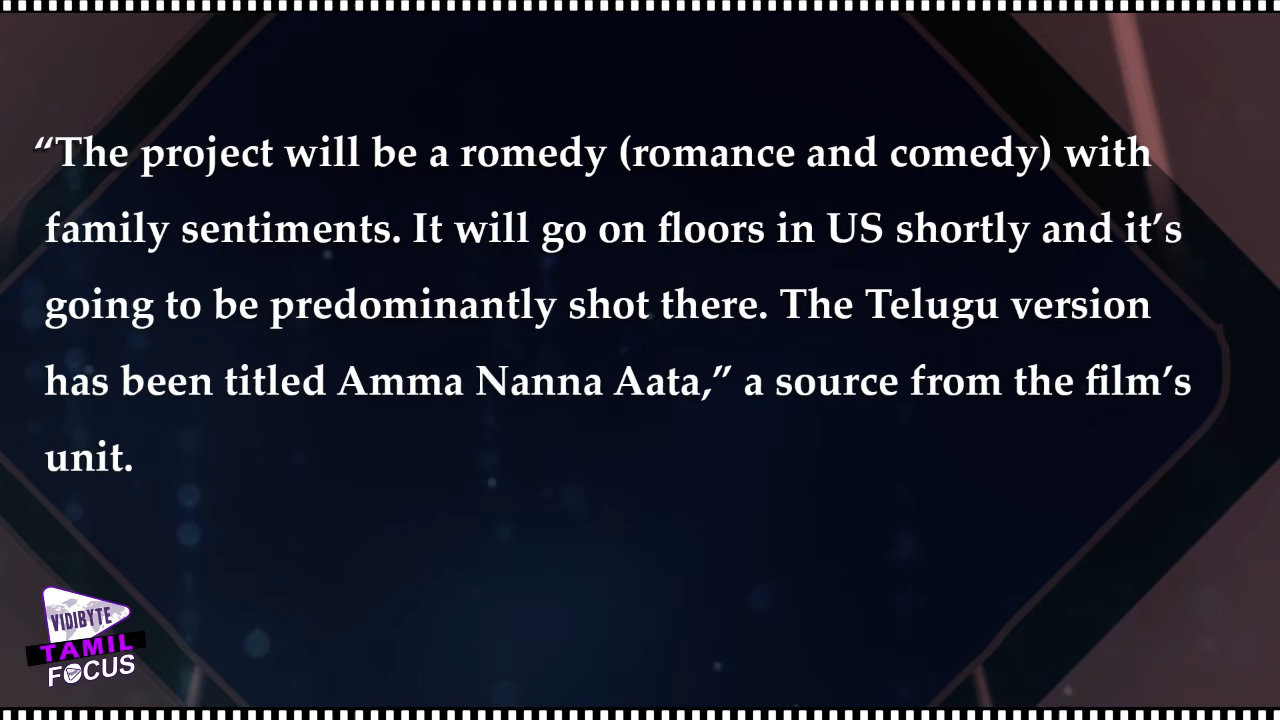 “The project will be a romedy (romance and comedy) with
family sentiments. It will go on floors in US shortly and it’s
going to be predominantly shot there. The Telugu version
has been titled Amma Nanna Aata,” a source from the film’s
unit.
VIDIBYTE
TAMIL
FOCUS